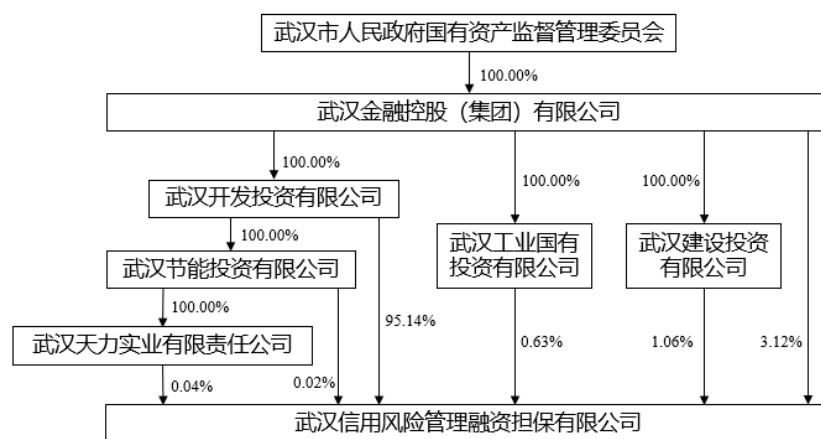 武汉市人民政府国有资产监督管理委员会
100.00%
武汉金融控股（集团）有限公司
100.00%
100.00%
100.00%
武汉开发投资有限公司
100.00%
武汉工业国有
投资有限公司
武汉建设投资
有限公司
武汉节能投资有限公司
100.00%
95.14%
0.63%
1.06%
3.12%
武汉天力实业有限责任公司
0.04%
0.02%
武汉信用风险管理融资担保有限公司